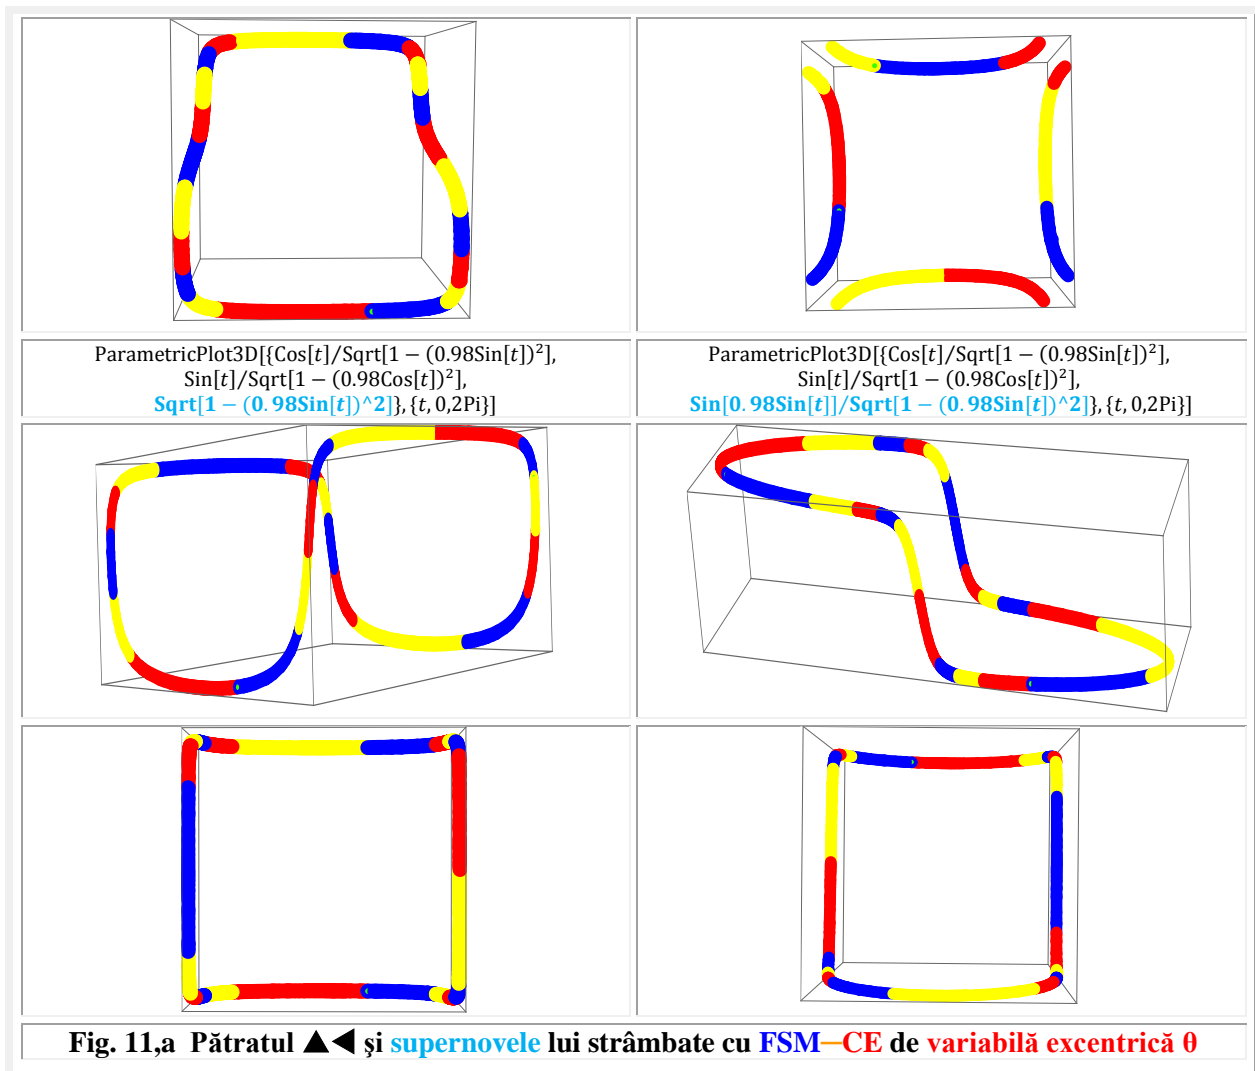 ParametricPlot3D[{Cos[t]/Sqrt[1 − (0.98Sin[t])²],
Sin[t]/Sqrt[1 − (0.98Cos[t])²],
Sqrt[1 − (0.98Sin[t])^2]}, {t, 0,2Pi}]
ParametricPlot3D[{Cos[t]/Sqrt[1 − (0.98Sin[t])²],
Sin[t]/Sqrt[1 − (0.98Cos[t])²],
Sin[0.98Sin[t]]/Sqrt[1 − (0.98Sin[t])^2]}, {t, 0,2Pi}]
Fig. 11,a Pătratul ▲◄ şi supernovele lui strâmbate cu FSM—CE de variabilă excentrică θ